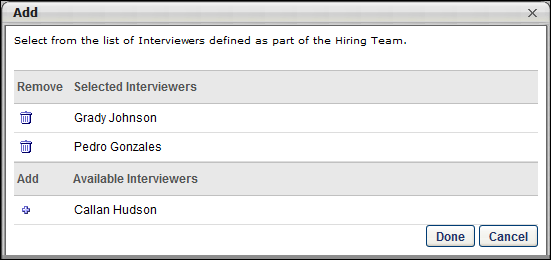 Add
Select from the list of Interviewers defined as part of the Hiring Team.
Remove Selected Interviewers
Grady Johnson
Pedro Gonzales
Add Available Interviewers
Callan Hudson
Done Cancel